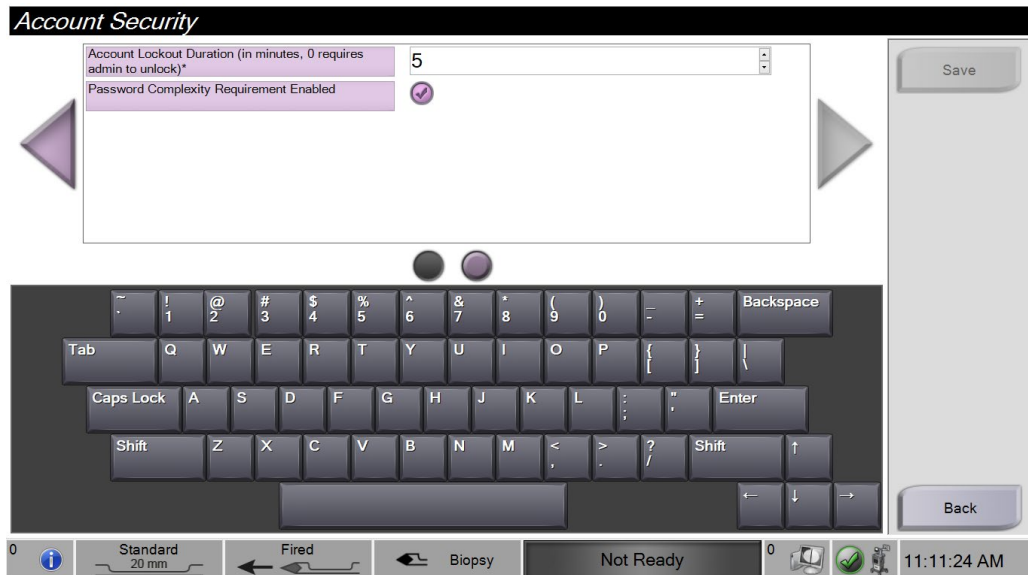 Account Security
Account Lockout Duration (in minutes, 0 requires
admin to unlock)*
5
Save
Password Complexity Requirement Enabled
~ ! @ # $ % ^ & * ( ) _ + Backspace
` 1 2 3 4 5 6 7 8 9 0 - =
Tab Q W E R T Y U I O P { } |
[ ] \
Caps Lock A S D F G H J K L : " Enter
; '
Shift Z X C V B N M < > ? Shift ↑
, . /
← ↓ →
Back
0 Standard Fired Biopsy Not Ready 0 11:11:24 AM
20 mm